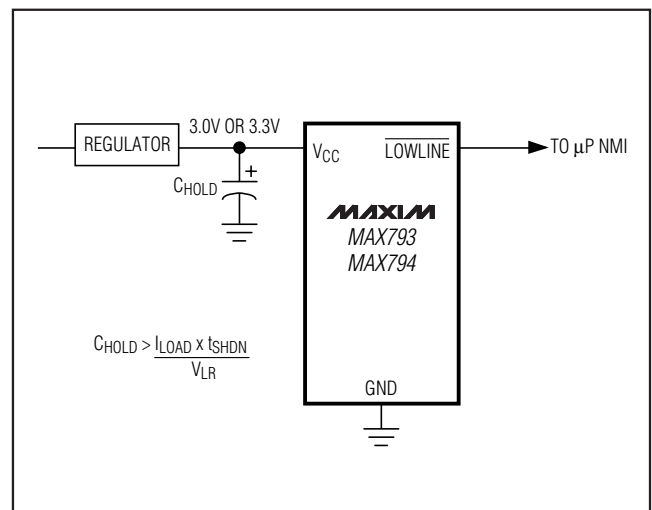 REGULATOR
3.0V OR 3.3V
+
CHOLD
VCC
LOWLINE
TO µP NMI
MAXIM
MAX793
MAX794
CHOLD > ILOAD x tSHDN
VLR
GND